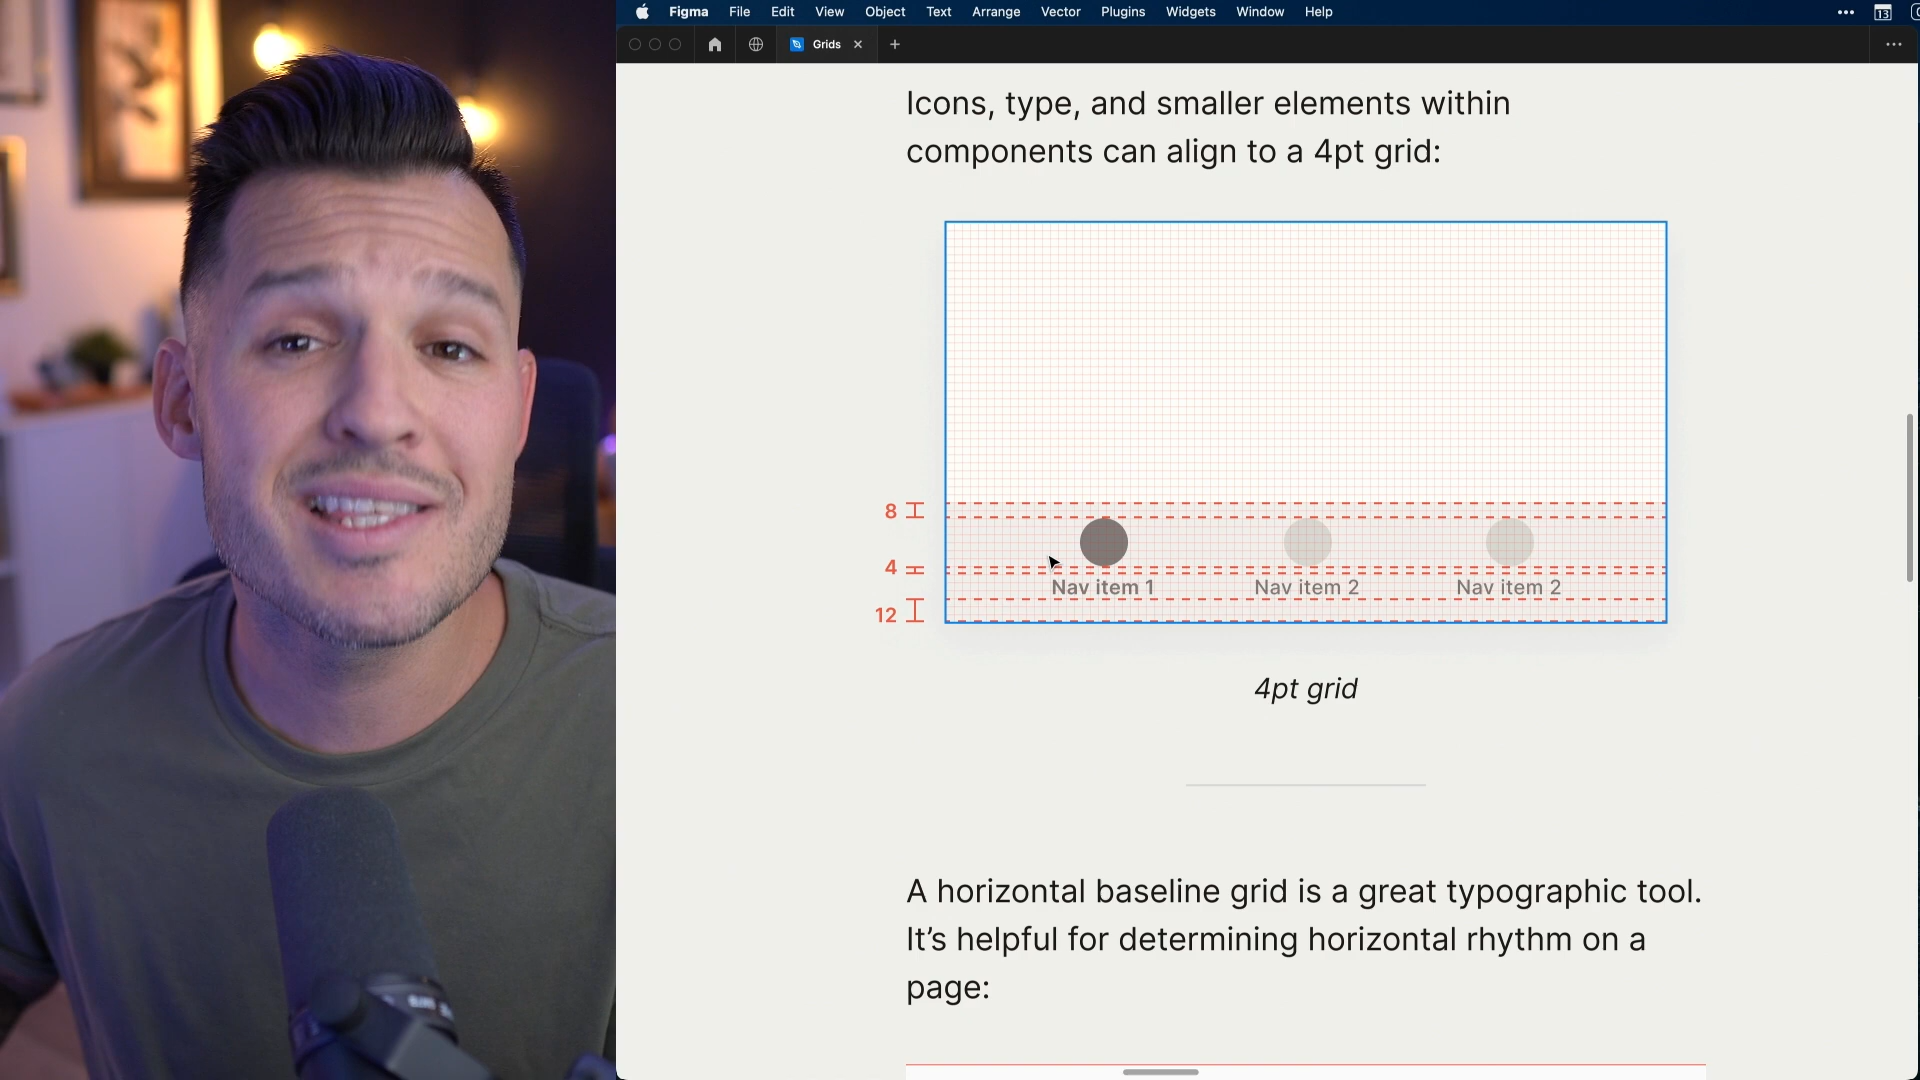 Figma File Edit View Object Text Arrange Vector Plugins Widgets Window Help
13
Grids
Icons, type, and smaller elements within
components can align to a 4pt grid:
8
4
Nav item 1 Nav item 2 Nav item 2
12
4pt grid
A horizontal baseline grid is a great typographic tool.
It’s helpful for determining horizontal rhythm on a
page: